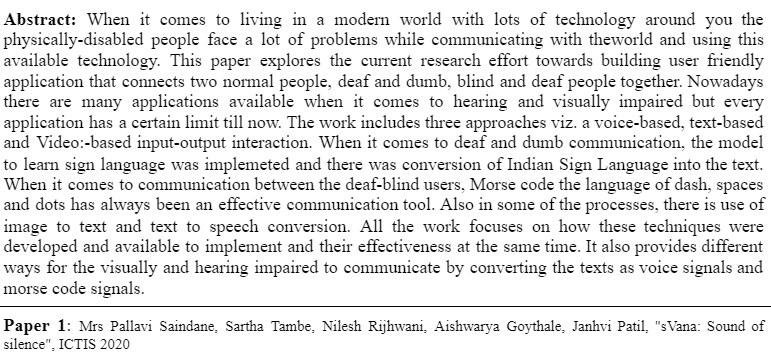 Abstract: When it comes to living in a modern world with lots of technology around you the
physically-disabled people face a lot of problems while communicating with theworld and using this
available technology. This paper explores the current research effort towards building user friendly
application that connects two normal people, deaf and dumb, blind and deaf people together. Nowadays
there are many applications available when it comes to hearing and visually impaired but every
application has a certain limit till now. The work includes three approaches viz. a voice-based, text-based
and Video:-based input-output interaction. When it comes to deaf and dumb communication, the model
to learn sign language was implemeted and there was conversion of Indian Sign Language into the text.
When it comes to communication between the deaf-blind users, Morse code the language of dash, spaces
and dots has always been an effective communication tool. Also in some of the processes, there is use of
image to text and text to speech conversion. All the work focuses on how these techniques were
developed and available to implement and their effectiveness at the same time. It also provides different
ways for the visually and hearing impaired to communicate by converting the texts as voice signals and
morse code signals.
Paper 1: Mrs Pallavi Saindane, Sartha Tambe, Nilesh Rijhwani, Aishwarya Goythale, Janhvi Patil, "sVana: Sound of
silence", ICTIS 2020